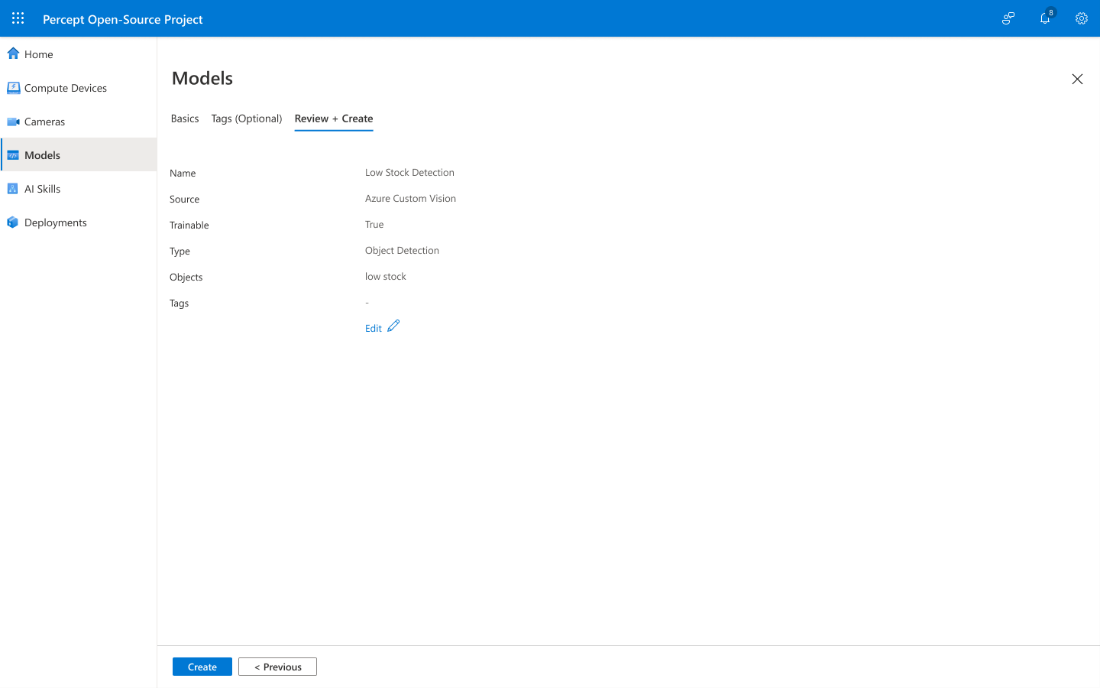 Percept Open-Source Project
8
Home
Compute Devices
Cameras
Models
AI Skills
Deployments
Models
Basics Tags (Optional) Review + Create
Name Low Stock Detection
Source Azure Custom Vision
Trainable True
Type Object Detection
Objects low stock
Tags -
Edit
Create < Previous